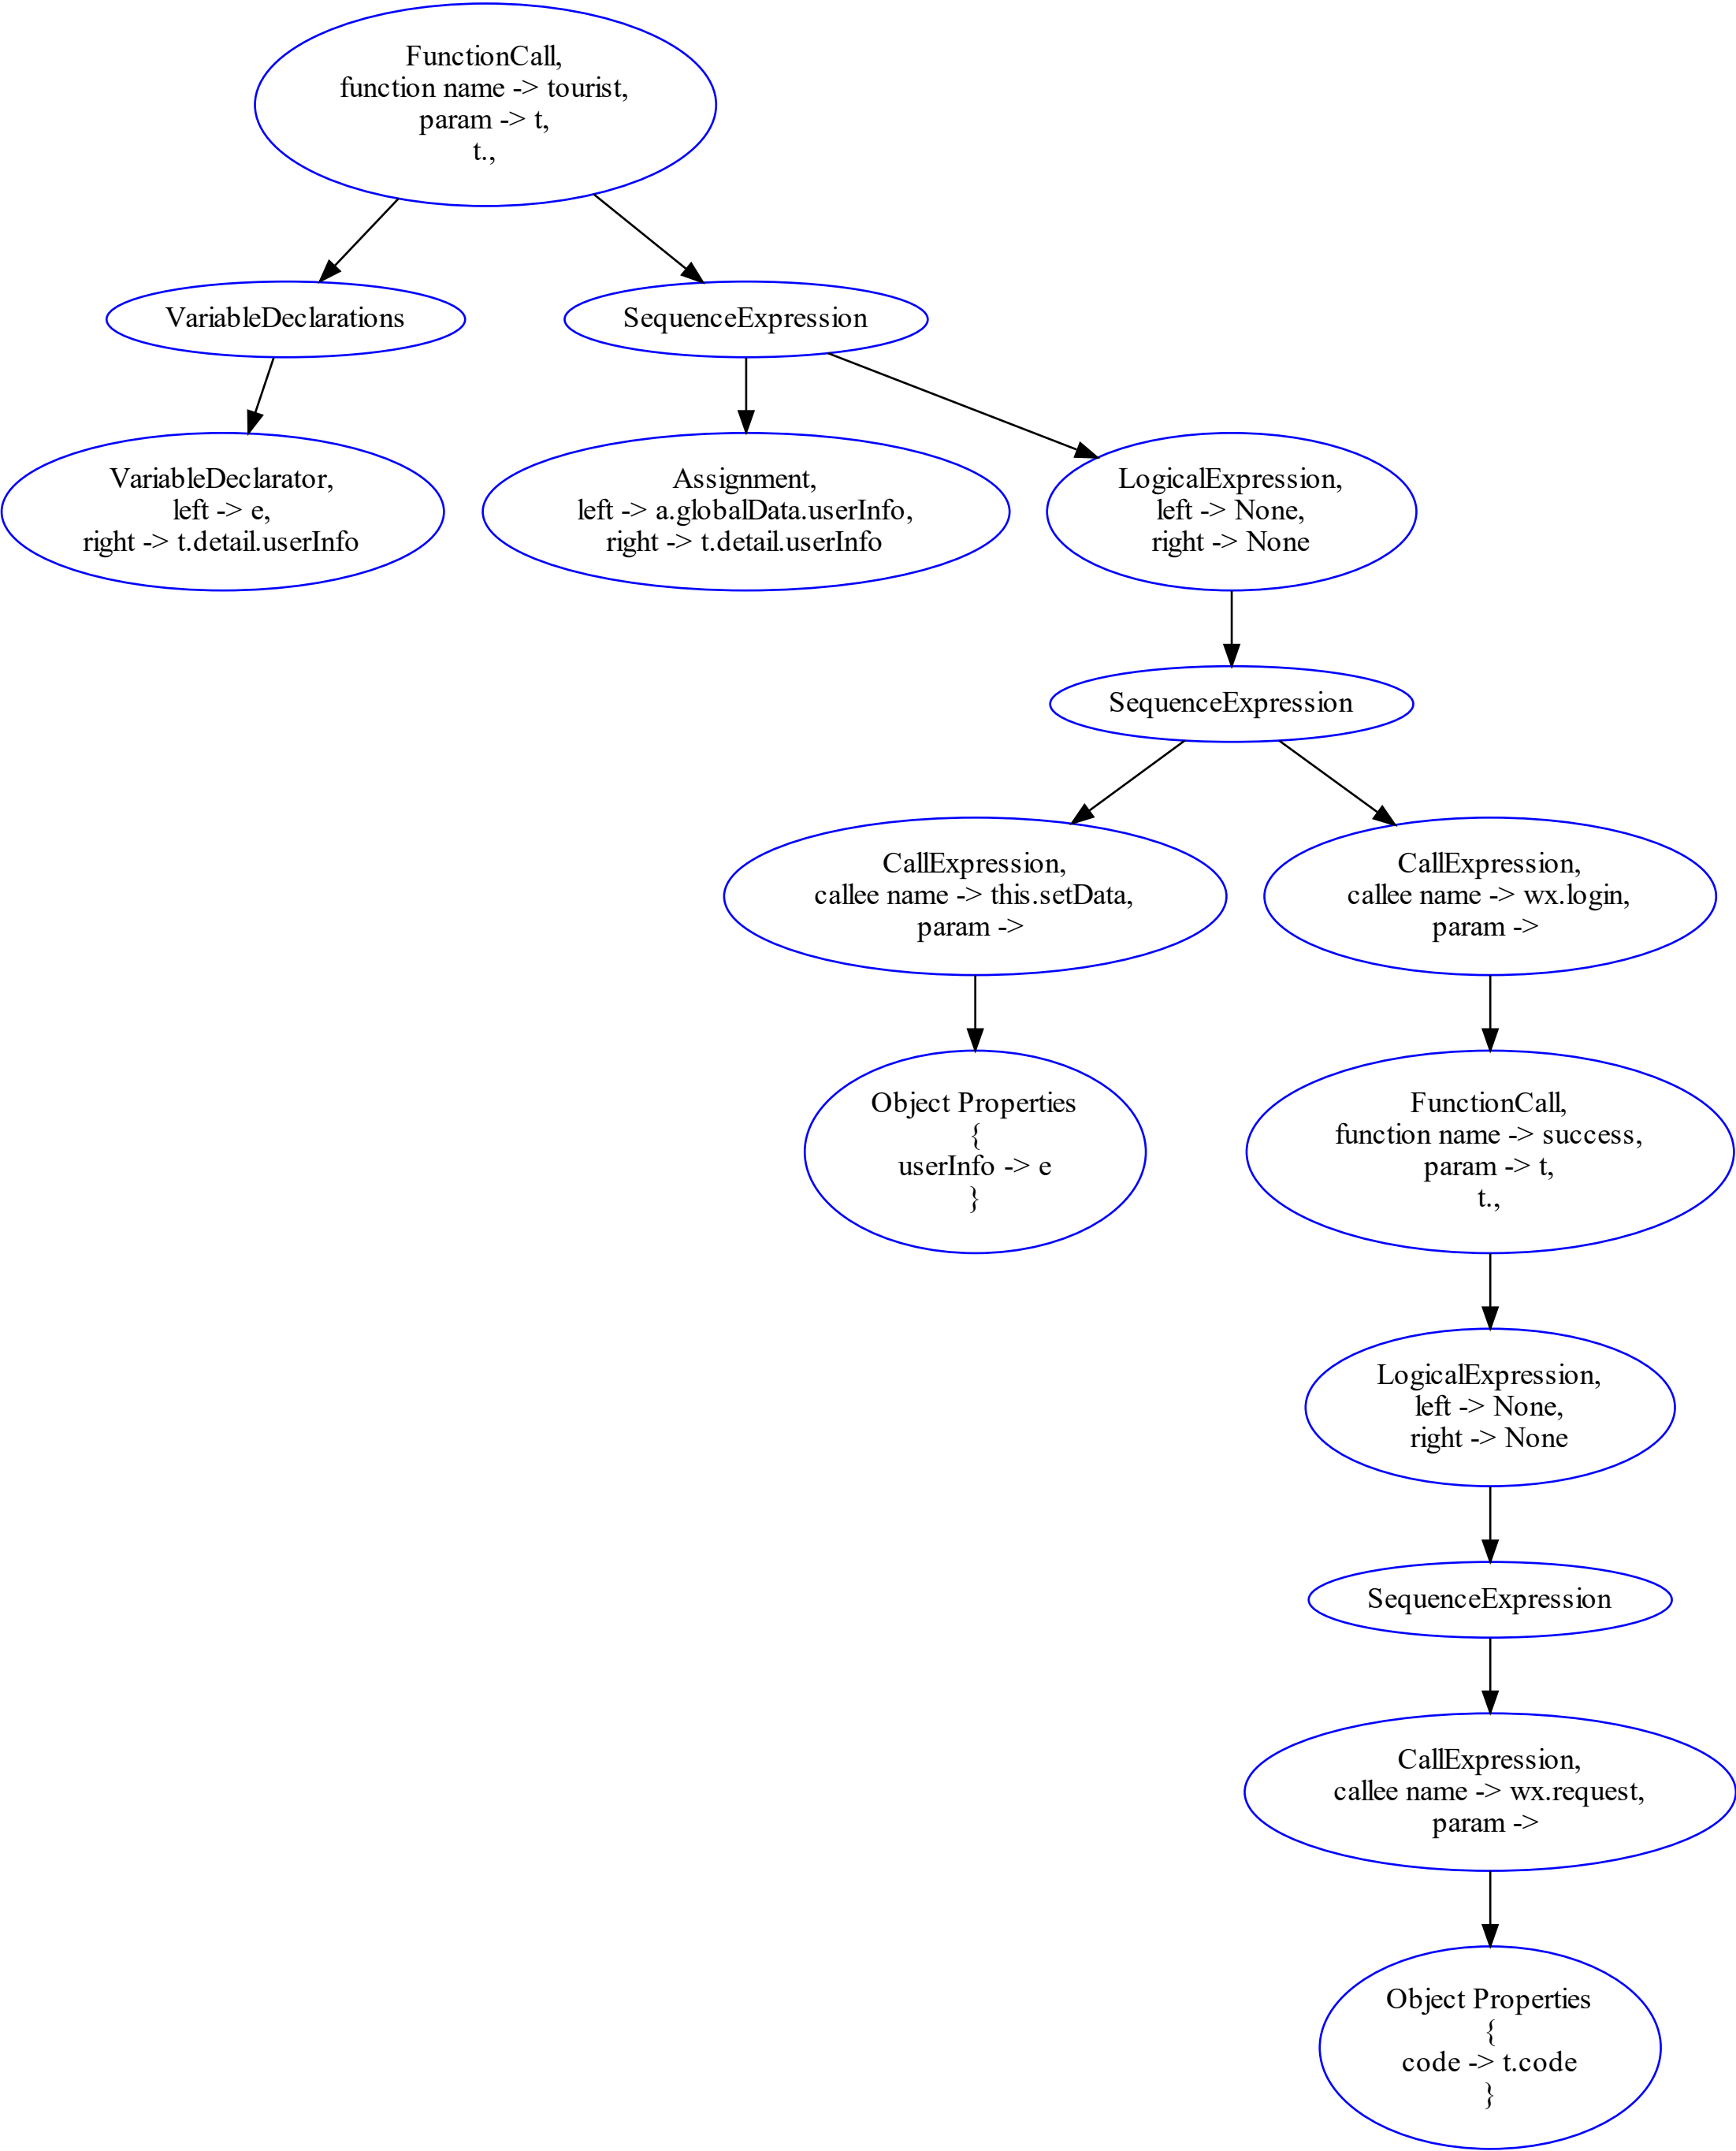 FunctionCall,
function name -> tourist,
param -> t,
t.,
VariableDeclarations
SequenceExpression
VariableDeclarator,
left -> e,
right -> t.detail.userInfo
Assignment,
left -> a.globalData.userInfo,
right -> t.detail.userInfo
LogicalExpression,
left -> None,
right -> None
SequenceExpression
CallExpression,
callee name -> this.setData,
param ->
CallExpression,
callee name -> wx.login,
param ->
Object Properties
{
userInfo -> e
}
FunctionCall,
function name -> success,
param -> t,
t.,
LogicalExpression,
left -> None,
right -> None
SequenceExpression
CallExpression,
callee name -> wx.request,
param ->
Object Properties
{
code -> t.code
}